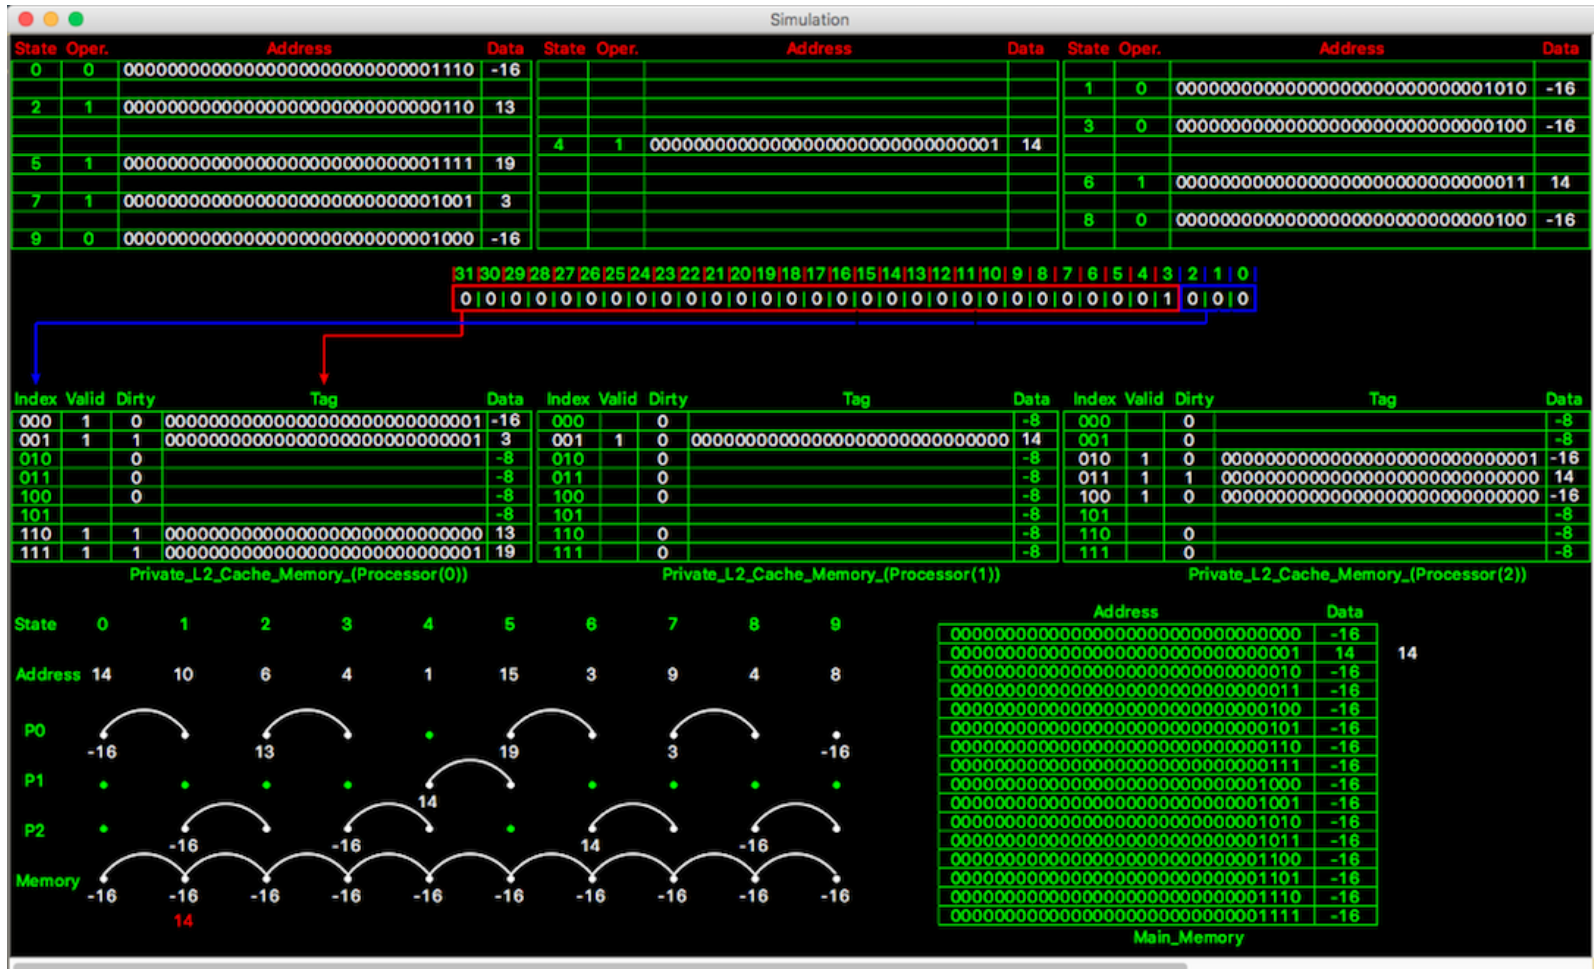 Simulation
State Oper. Address Data State Oper. Address Data State Oper. Address Data
0 0 00000000000000000000000000001110 -16
1 0 00000000000000000000000000001010 -16
2 1 00000000000000000000000000000110 13
3 0 00000000000000000000000000000100 -16
4 1 00000000000000000000000000000001 14
5 1 00000000000000000000000000001111 19
6 1 00000000000000000000000000000011 14
7 1 00000000000000000000000000001001 3
8 0 00000000000000000000000000000100 -16
9 0 00000000000000000000000000001000 -16
|31|30|29|28|27|26|25|24|23|22|21|20|19|18|17|16|15|14|13|12|11|10| 9 | 8 | 7 | 6 | 5 | 4 | 3 | 2 | 1 | 0 |
0|0|0|0|0|0|0|0|0|0|0|0|0|0|0|0|0|0|0|0|0|0|0|0|0|0|0|0|1|0|0|0
Index Valid Dirty Tag Data Index Valid Dirty Tag Data Index Valid Dirty Tag Data
000 1 0 00000000000000000000000000001 -16 000 0 -8 000 0 -8
001 1 1 00000000000000000000000000001 3 001 1 0 00000000000000000000000000000 14 001 0 -8
010 0 -8 010 0 -8 010 1 0 00000000000000000000000000001 -16
011 0 -8 011 0 -8 011 1 1 00000000000000000000000000000 14
100 0 -8 100 0 -8 100 1 0 00000000000000000000000000000 -16
101 -8 101 -8 101 -8
110 1 1 00000000000000000000000000000 13 110 0 -8 110 0 -8
111 1 1 00000000000000000000000000001 19 111 0 -8 111 0 -8
Private_L2_Cache_Memory_(Processor(0)) Private_L2_Cache_Memory_(Processor(1)) Private_L2_Cache_Memory_(Processor(2))
State 0 1 2 3 4 5 6 7 8 9
Address 14 10 6 4 1 15 3 9 4 8
P0
-16 13 19 3 -16
P1
14
P2
-16 -16 14 -16
Memory
-16 -16 -16 -16 -16 -16 -16 -16 -16 -16
14
Address Data
00000000000000000000000000000000 -16
00000000000000000000000000000001 14 14
00000000000000000000000000000010 -16
00000000000000000000000000000011 -16
00000000000000000000000000000100 -16
00000000000000000000000000000101 -16
00000000000000000000000000000110 -16
00000000000000000000000000000111 -16
00000000000000000000000000001000 -16
00000000000000000000000000001001 -16
00000000000000000000000000001010 -16
00000000000000000000000000001011 -16
00000000000000000000000000001100 -16
00000000000000000000000000001101 -16
00000000000000000000000000001110 -16
00000000000000000000000000001111 -16
Main_Memory